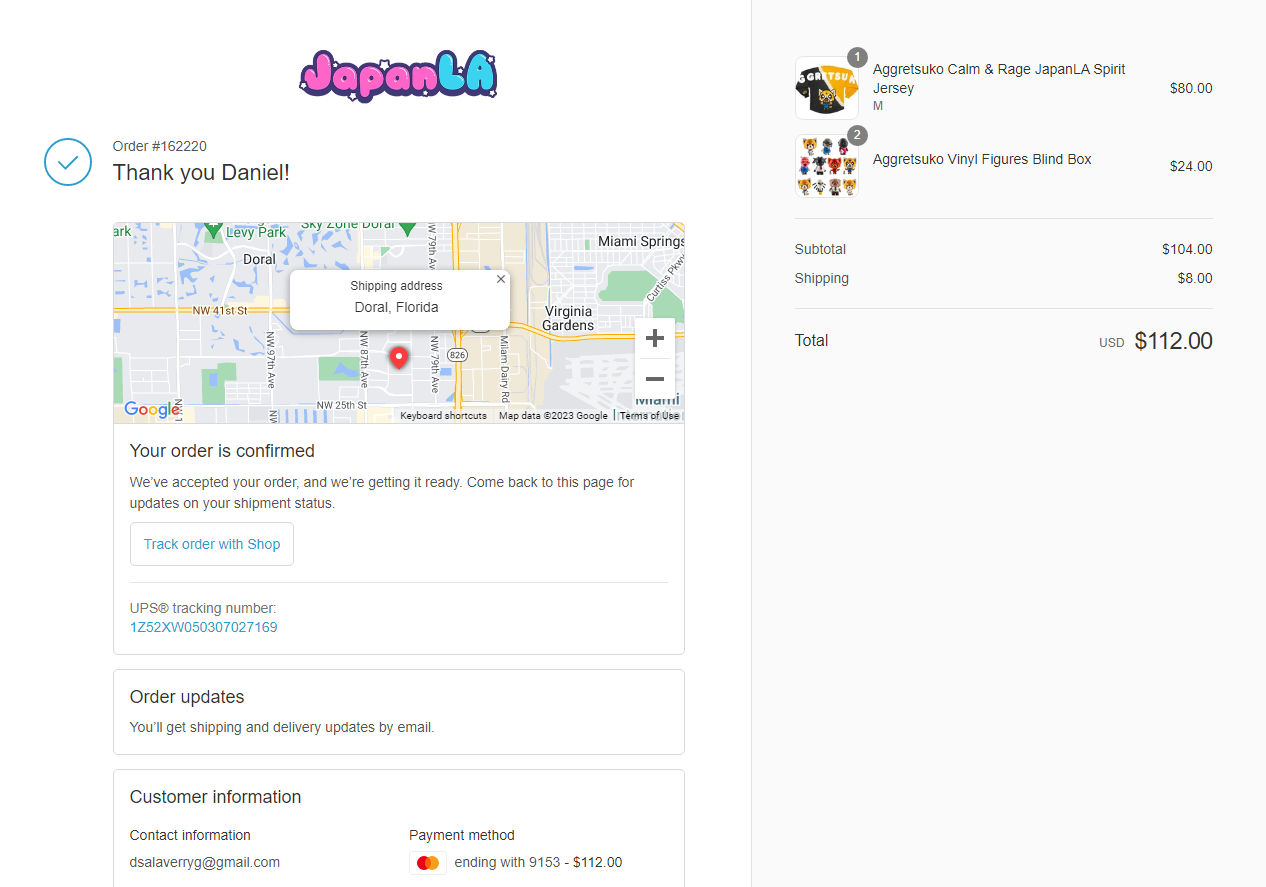 JapanLA
Order #162220
Thank you Daniel!
ark
Levy Park
Sky Zone Doral
Doral
NW 79th Av
Miami Springs
Curtiss Pkwy
Shipping address
Doral, Florida
NW 41st St
Virginia
Gardens
NW 97th Ave
NW 87th Ave
NW 79th Ave
826
Milam Dairy Rd
NW 25th St
Miami
Google
Keyboard shortcuts
Map data ©2023 Google
Terms of Use
Your order is confirmed
We’ve accepted your order, and we’re getting it ready. Come back to this page for
updates on your shipment status.
Track order with Shop
UPS® tracking number:
1Z52XW050307027169
Order updates
You’ll get shipping and delivery updates by email.
Customer information
Contact information
dsalaverryg@gmail.com
Payment method
ending with 9153 - $112.00
1
Aggretsuko Calm & Rage JapanLA Spirit
Jersey
M
$80.00
2
Aggretsuko Vinyl Figures Blind Box
$24.00
Subtotal $104.00
Shipping $8.00
Total USD $112.00